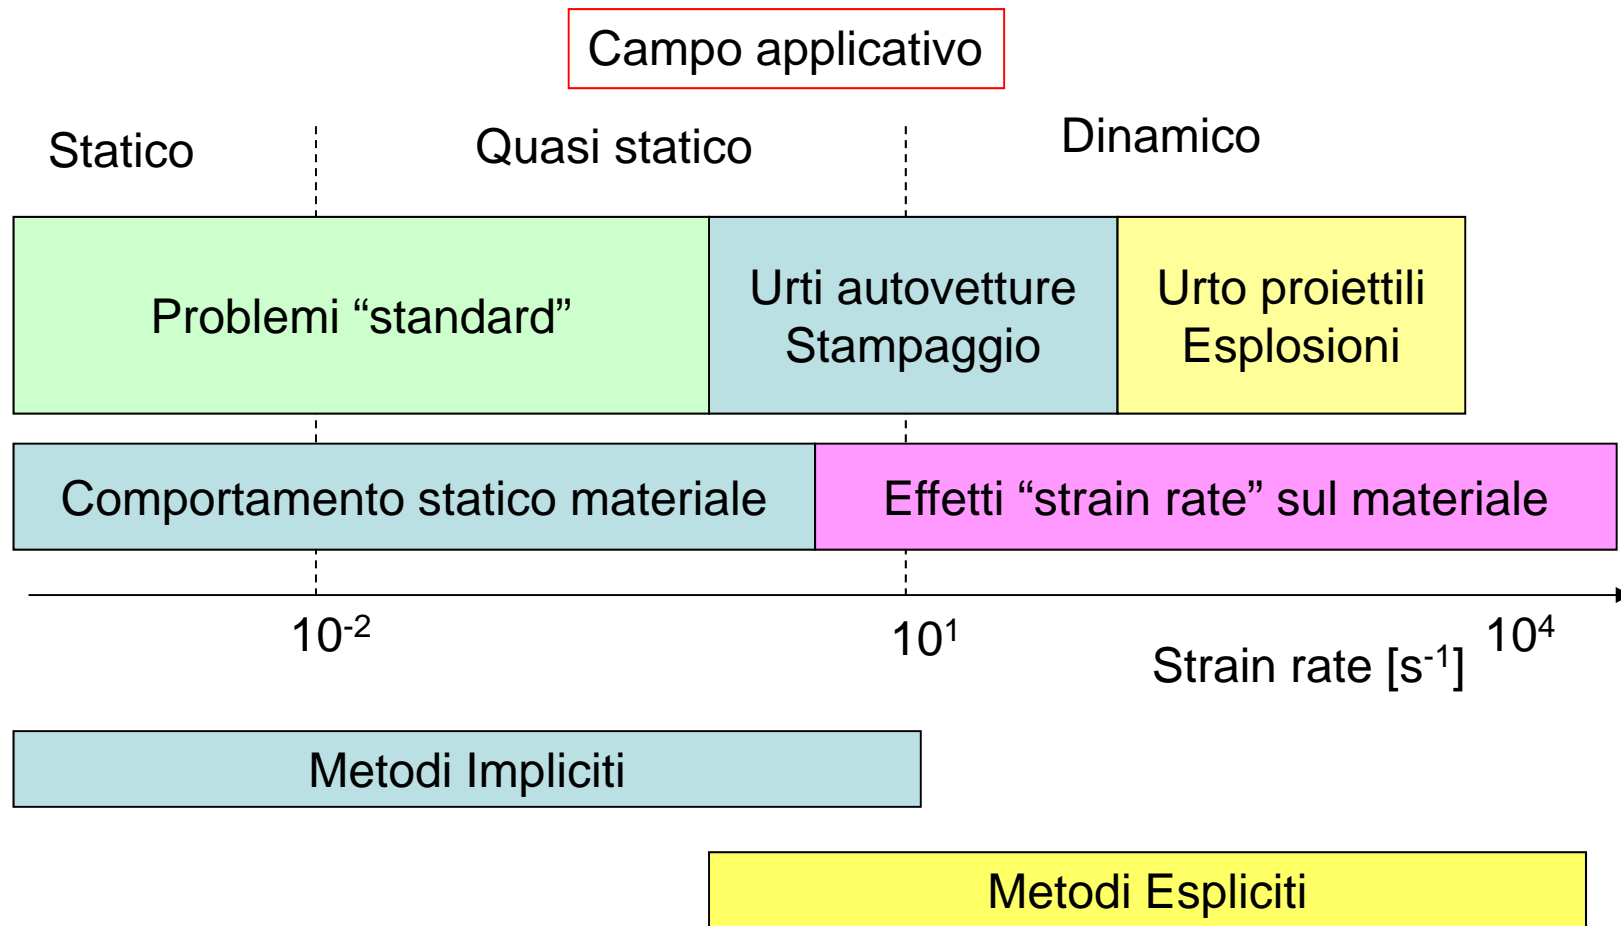 Campo applicativo
Statico
Quasi statico
Dinamico
Problemi “standard”
Urti autovetture
Stampaggio
Urto proiettili
Esplosioni
Comportamento statico materiale
Effetti “strain rate” sul materiale
10⁻²
10¹
10⁴
Strain rate [s⁻¹]
Metodi Impliciti
Metodi Espliciti